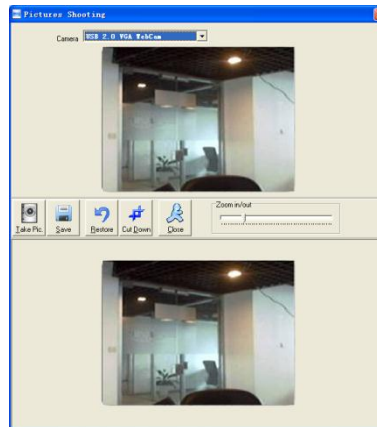 Pictures Shooting
Camera USB 2.0 VGA WebCam
Zoom in/out
Take Pic. Save Restore Cut Down Close